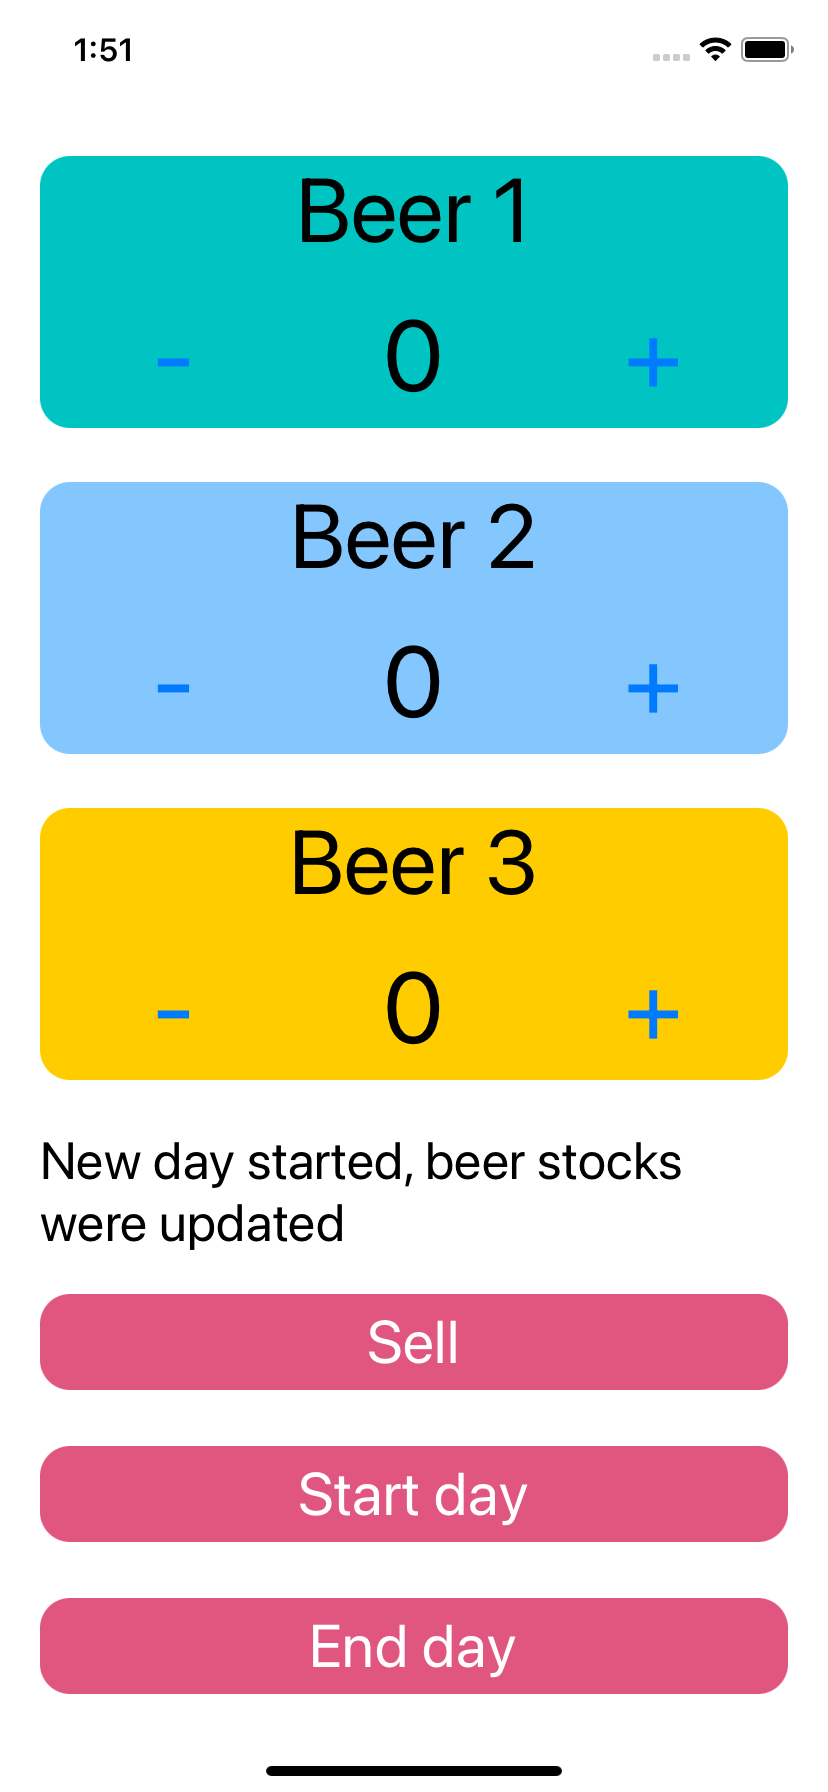 1:51
Beer 1
- 0 +
Beer 2
- 0 +
Beer 3
- 0 +
New day started, beer stocks
were updated
Sell
Start day
End day